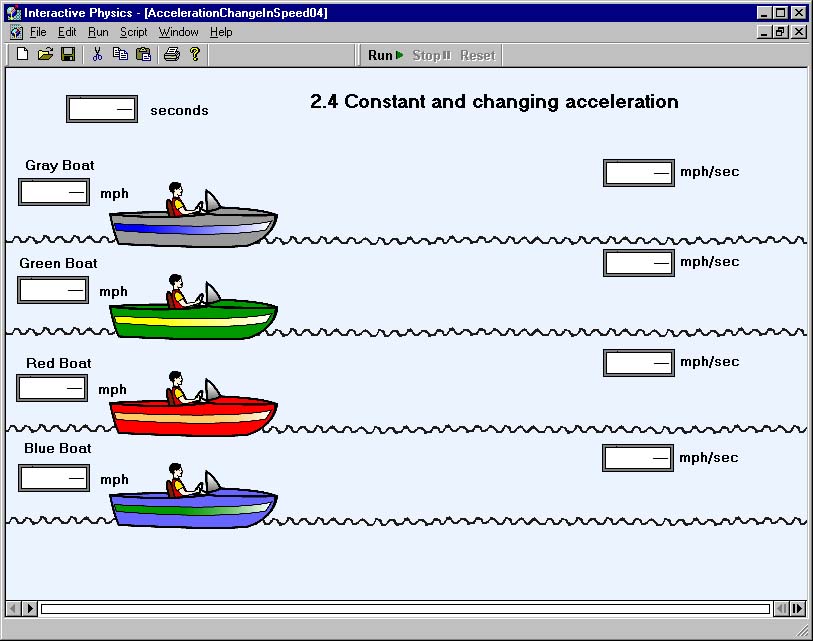 Interactive Physics - [AccelerationChangeInSpeed04]
File Edit Run Script Window Help
Run Stop Reset
seconds
2.4 Constant and changing acceleration
Gray Boat
mph
mph/sec
Green Boat
mph
mph/sec
Red Boat
mph
mph/sec
Blue Boat
mph
mph/sec